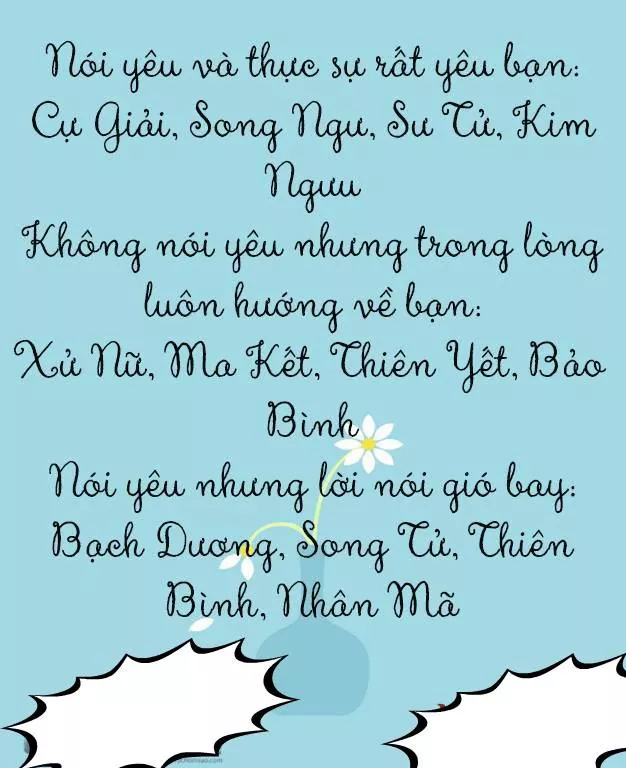 Nói yêu và thực sự rất yêu bạn:
Cự Giải, Song Ngư, Sư Tử, Kim
Ngưu
Không nói yêu nhưng trong lòng
luôn hướng về bạn:
Xử Nữ, Ma Kết, Thiên Yết, Bảo
Bình
Nói yêu nhưng lời nói gió bay:
Bạch Dương, Song Tử, Thiên
Bình, Nhân Mã